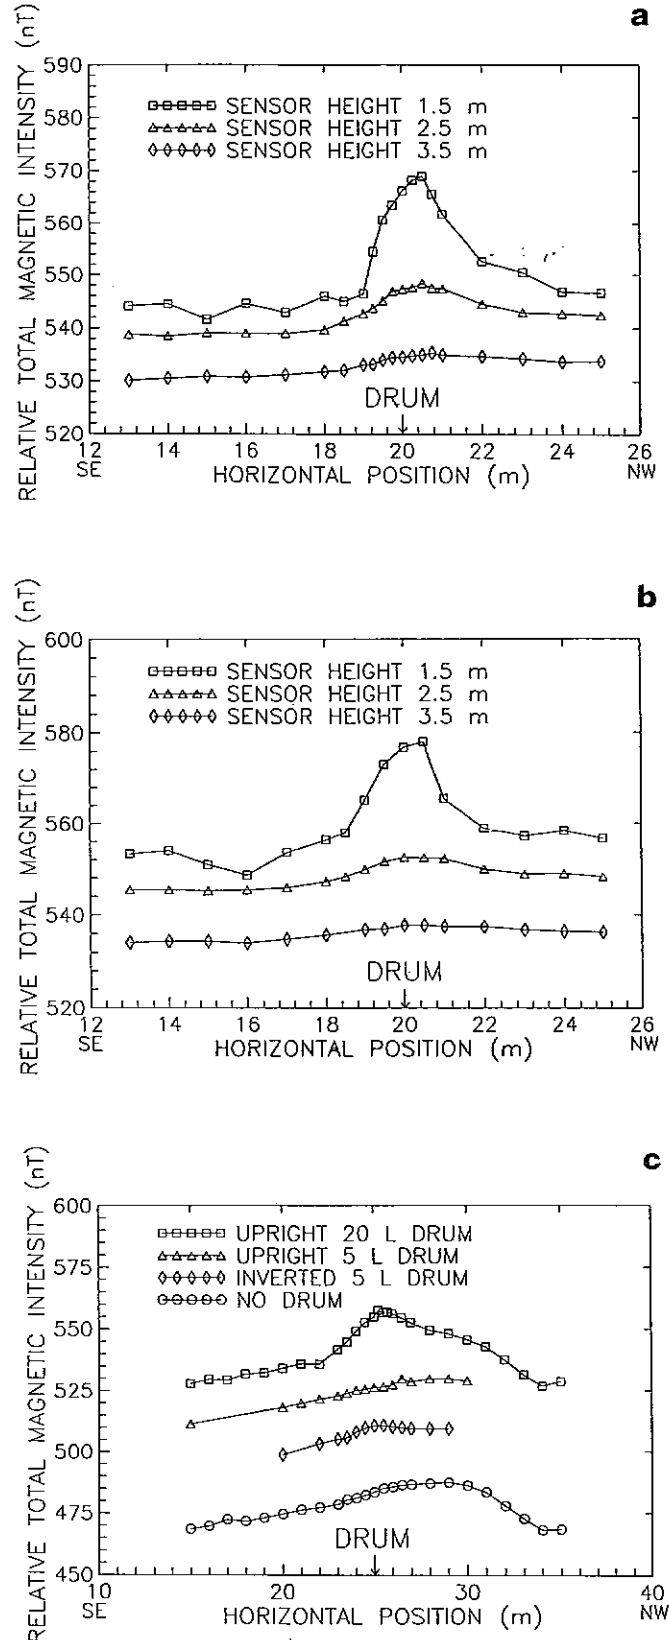 a
RELATIVE TOTAL MAGNETIC INTENSITY (nT)
590
580
570
560
550
540
530
520
SENSOR HEIGHT 1.5 m
SENSOR HEIGHT 2.5 m
SENSOR HEIGHT 3.5 m
DRUM
12 14 16 18 20 22 24 26
SE HORIZONTAL POSITION (m) NW
b
RELATIVE TOTAL MAGNETIC INTENSITY (nT)
600
580
560
540
520
SENSOR HEIGHT 1.5 m
SENSOR HEIGHT 2.5 m
SENSOR HEIGHT 3.5 m
DRUM
12 14 16 18 20 22 24 26
SE HORIZONTAL POSITION (m) NW
c
RELATIVE TOTAL MAGNETIC INTENSITY (nT)
600
575
550
525
500
475
450
UPRIGHT 20 L DRUM
UPRIGHT 5 L DRUM
INVERTED 5 L DRUM
NO DRUM
DRUM
10 20 30 40
SE HORIZONTAL POSITION (m) NW